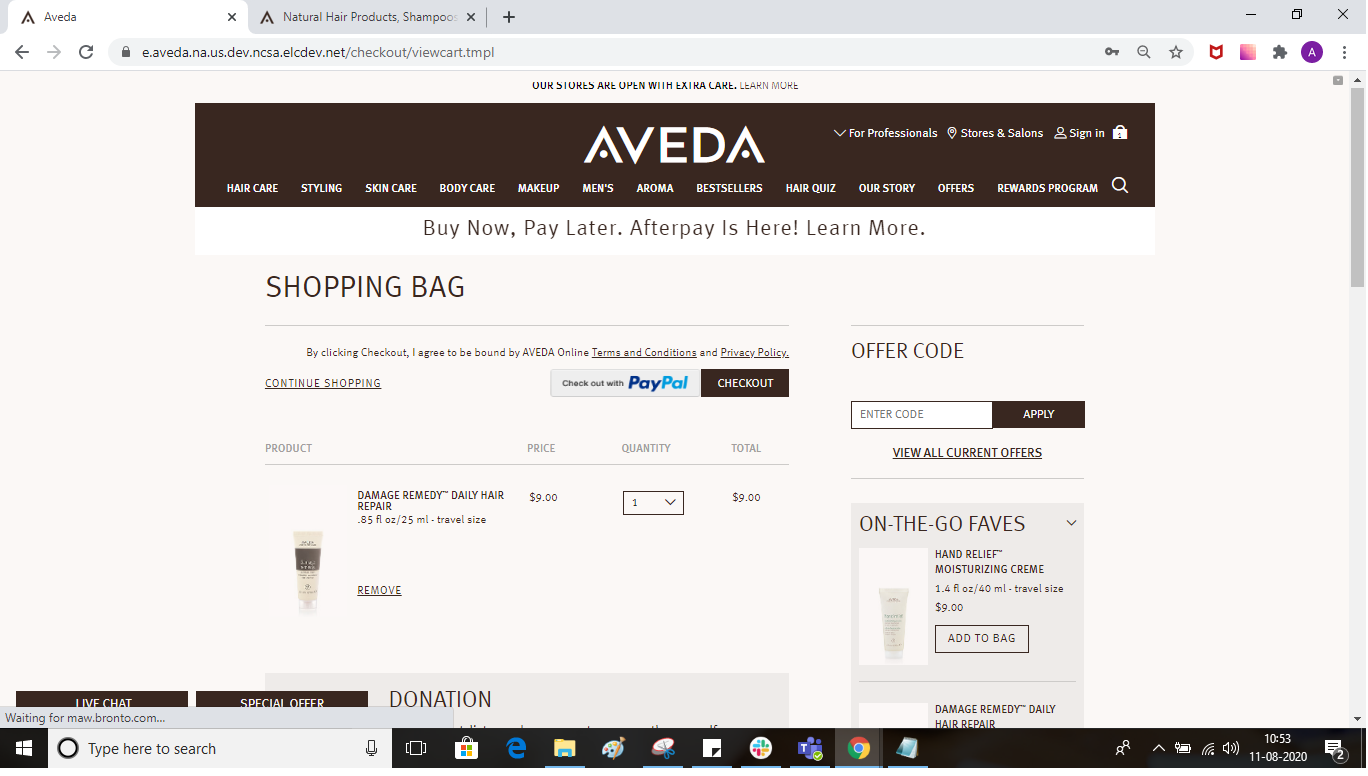 Aveda
Natural Hair Products, Shampoos
e.aveda.na.us.dev.ncsa.elcdev.net/checkout/viewcart.tmpl
A
OUR STORES ARE OPEN WITH EXTRA CARE. LEARN MORE
AVEDA
For Professionals
Stores & Salons
Sign in
1
HAIR CARE
STYLING
SKIN CARE
BODY CARE
MAKEUP
MEN'S
AROMA
BESTSELLERS
HAIR QUIZ
OUR STORY
OFFERS
REWARDS PROGRAM
Buy Now, Pay Later. Afterpay Is Here! Learn More.
SHOPPING BAG
By clicking Checkout, I agree to be bound by AVEDA Online Terms and Conditions and Privacy Policy.
CONTINUE SHOPPING
Check out with PayPal
CHECKOUT
PRODUCT
PRICE
QUANTITY
TOTAL
DAMAGE REMEDY™ DAILY HAIR
REPAIR
.85 fl oz/25 ml - travel size
$9.00
1
$9.00
REMOVE
DONATION
OFFER CODE
ENTER CODE
APPLY
VIEW ALL CURRENT OFFERS
ON-THE-GO FAVES
HAND RELIEF™
MOISTURIZING CREME
1.4 fl oz/40 ml - travel size
$9.00
ADD TO BAG
DAMAGE REMEDY™ DAILY
HAIR REPAIR
LIVE CHAT
SPECIAL OFFER
Waiting for maw.bronto.com...
Type here to search
10:53
11-08-2020
2